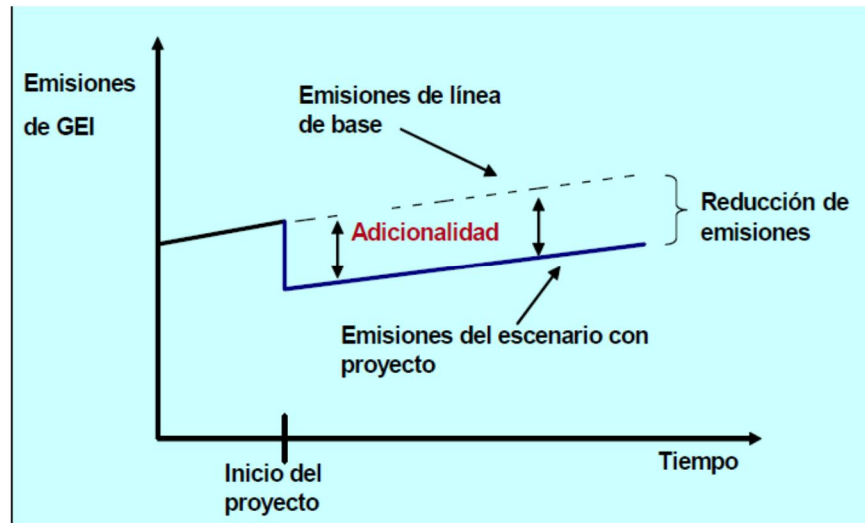 Emisiones
de GEI
Emisiones de línea
de base
Adicionalidad
Reducción de
emisiones
Emisiones del escenario con
proyecto
Inicio del
proyecto
Tiempo